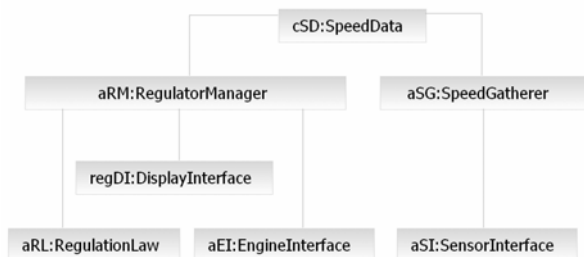 cSD:SpeedData
aRM:RegulatorManager
aSG:SpeedGatherer
regDI:DisplayInterface
aRL:RegulationLaw
aEI:EngineInterface
aSI:SensorInterface